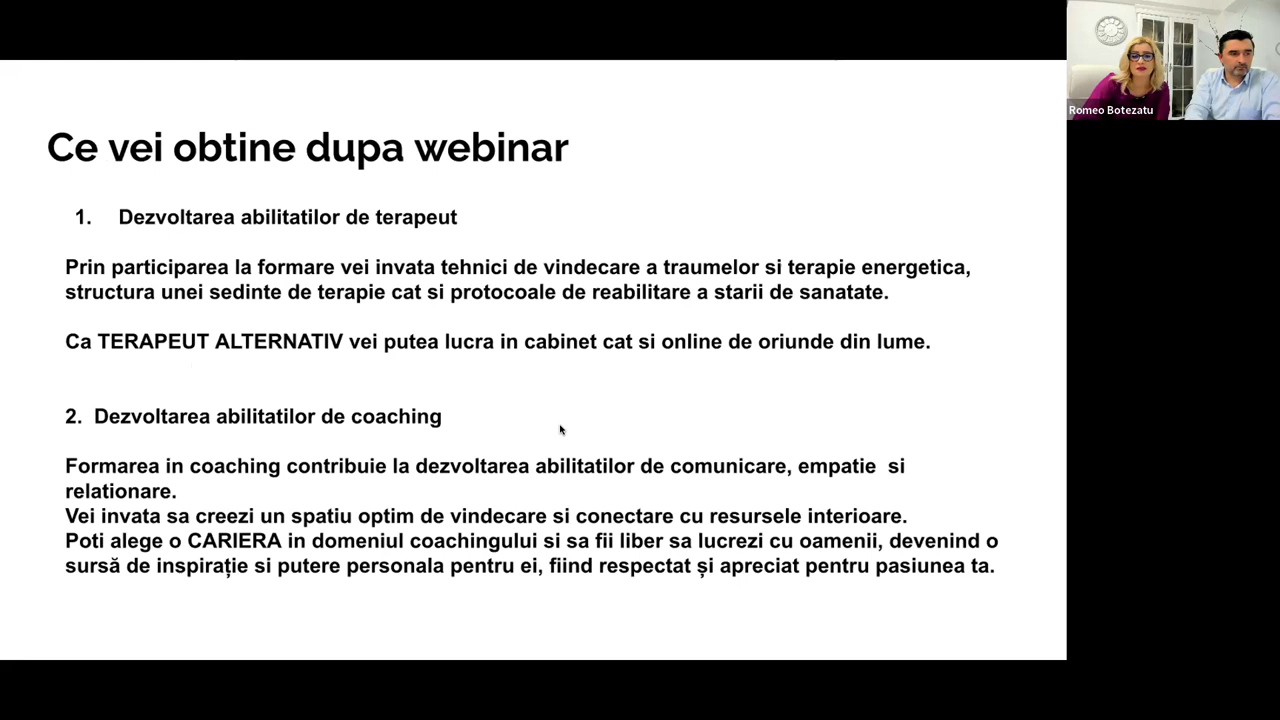 Ce vei obtine dupa webinar
1. Dezvoltarea abilitatilor de terapeut
Prin participarea la formare vei invata tehnici de vindecare a traumelor si terapie energetica,
structura unei sedinte de terapie cat si protocoale de reabilitare a starii de sanatate.
Ca TERAPEUT ALTERNATIV vei putea lucra in cabinet cat si online de oriunde din lume.
2. Dezvoltarea abilitatilor de coaching
Formarea in coaching contribuie la dezvoltarea abilitatilor de comunicare, empatie si
relationare.
Vei invata sa creezi un spatiu optim de vindecare si conectare cu resursele interioare.
Poti alege o CARIERA in domeniul coachingului si sa fii liber sa lucrezi cu oamenii, devenind o
sursă de inspirație si putere personala pentru ei, fiind respectat și apreciat pentru pasiunea ta.
Romeo Botezatu